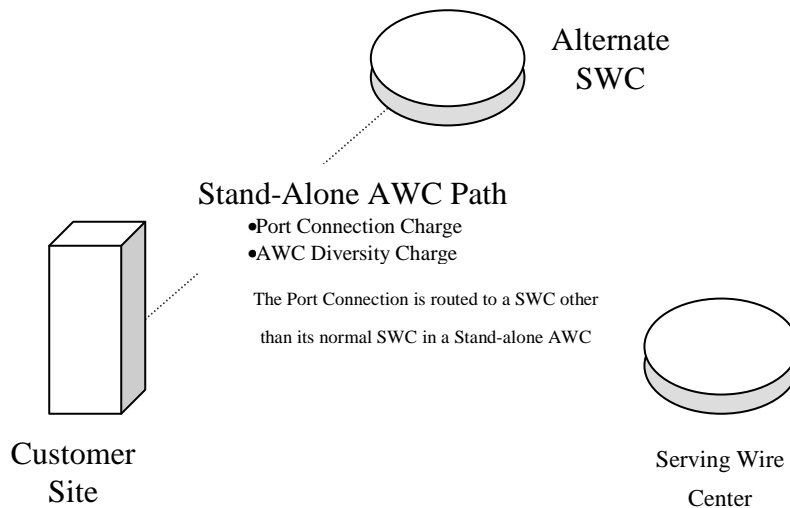 Alternate
SWC
Stand-Alone AWC Path
•Port Connection Charge
•AWC Diversity Charge
The Port Connection is routed to a SWC other
than its normal SWC in a Stand-alone AWC
Customer
Site
Serving Wire
Center